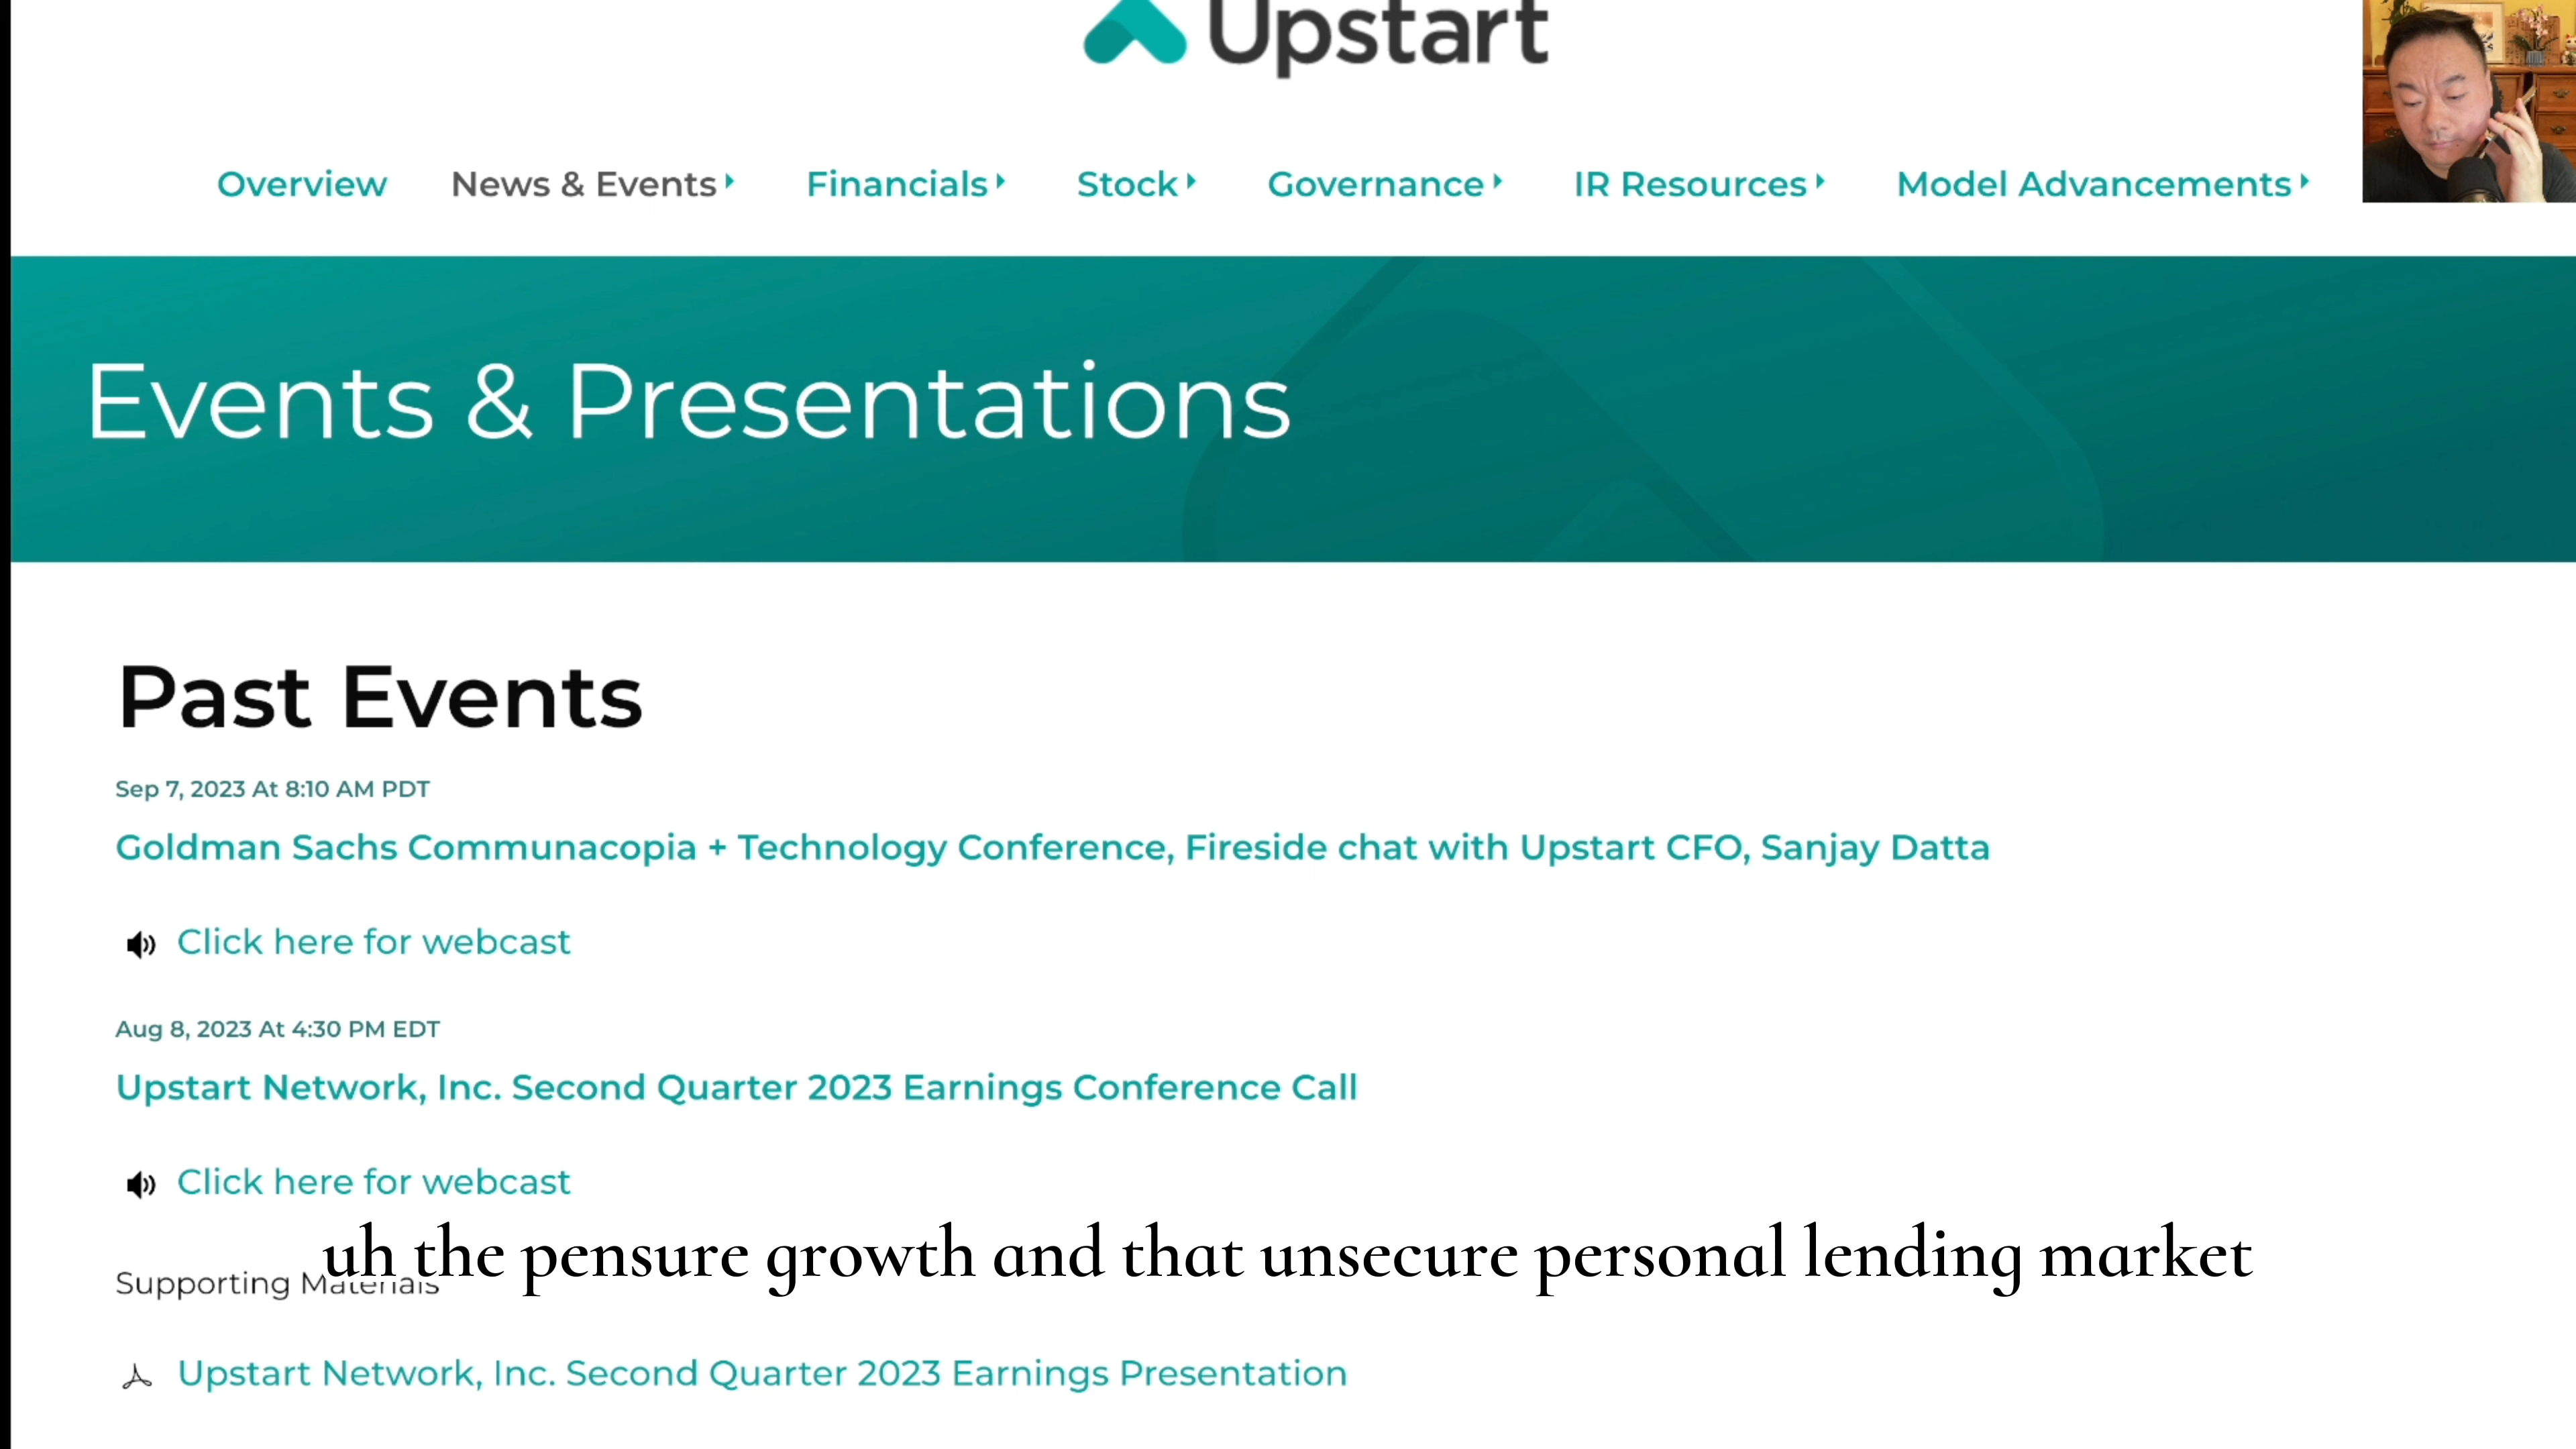 Upstart
Overview News & Events Financials Stock Governance IR Resources Model Advancements
Events & Presentations
Past Events
Sep 7, 2023 At 8:10 AM PDT
Goldman Sachs Communacopia + Technology Conference, Fireside chat with Upstart CFO, Sanjay Datta
Click here for webcast
Aug 8, 2023 At 4:30 PM EDT
Upstart Network, Inc. Second Quarter 2023 Earnings Conference Call
Click here for webcast
uh the pensure growth and that unsecure personal lending market
Supporting Materials
Upstart Network, Inc. Second Quarter 2023 Earnings Presentation